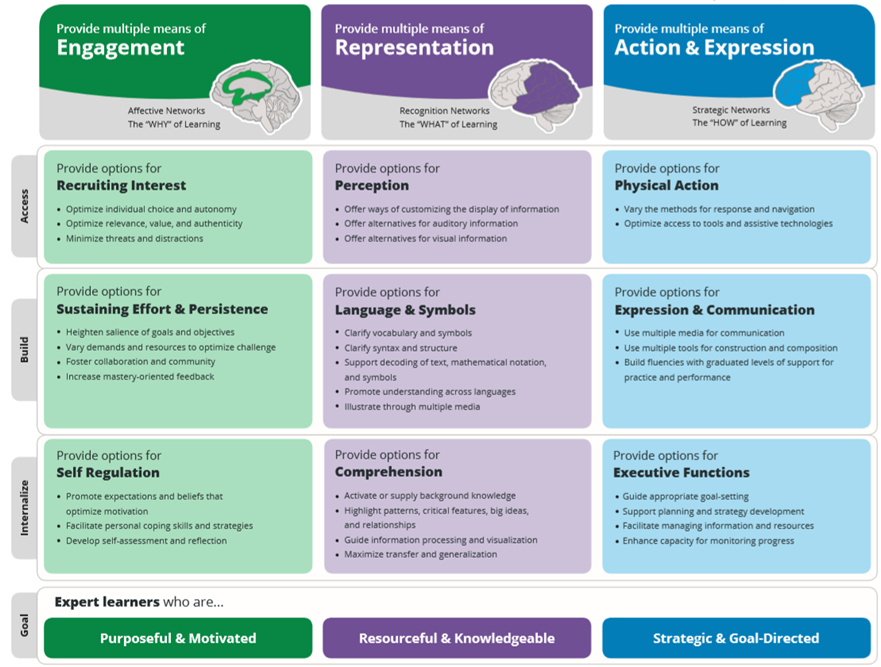 Provide multiple means of
Engagement
Affective Networks
The “WHY” of Learning
Provide multiple means of
Representation
Recognition Networks
The “WHAT” of Learning
Provide multiple means of
Action & Expression
Strategic Networks
The “HOW” of Learning
Access
Provide options for
Recruiting Interest
• Optimize individual choice and autonomy
• Optimize relevance, value, and authenticity
• Minimize threats and distractions
Provide options for
Perception
• Offer ways of customizing the display of information
• Offer alternatives for auditory information
• Offer alternatives for visual information
Provide options for
Physical Action
• Vary the methods for response and navigation
• Optimize access to tools and assistive technologies
Build
Provide options for
Sustaining Effort & Persistence
• Heighten salience of goals and objectives
• Vary demands and resources to optimize challenge
• Foster collaboration and community
• Increase mastery-oriented feedback
Provide options for
Language & Symbols
• Clarify vocabulary and symbols
• Clarify syntax and structure
• Support decoding of text, mathematical notation,
and symbols
• Promote understanding across languages
• Illustrate through multiple media
Provide options for
Expression & Communication
• Use multiple media for communication
• Use multiple tools for construction and composition
• Build fluencies with graduated levels of support for
practice and performance
Internalize
Provide options for
Self Regulation
• Promote expectations and beliefs that
optimize motivation
• Facilitate personal coping skills and strategies
• Develop self-assessment and reflection
Provide options for
Comprehension
• Activate or supply background knowledge
• Highlight patterns, critical features, big ideas,
and relationships
• Guide information processing and visualization
• Maximize transfer and generalization
Provide options for
Executive Functions
• Guide appropriate goal-setting
• Support planning and strategy development
• Facilitate managing information and resources
• Enhance capacity for monitoring progress
Goal
Expert learners who are...
Purposeful & Motivated
Resourceful & Knowledgeable
Strategic & Goal-Directed